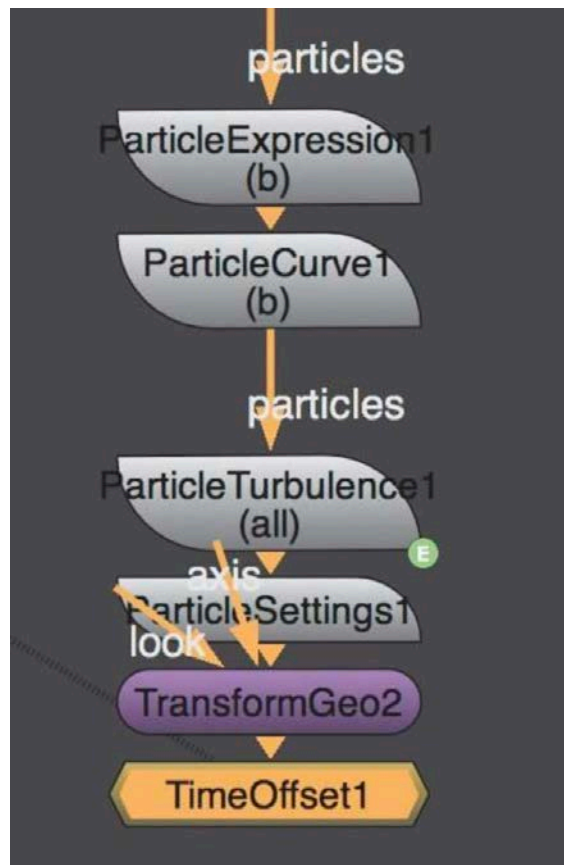 particles
ParticleExpression1
(b)
ParticleCurve1
(b)
particles
ParticleTurbulence1
(all)
E
axis
ParticleSettings1
look
TransformGeo2
TimeOffset1